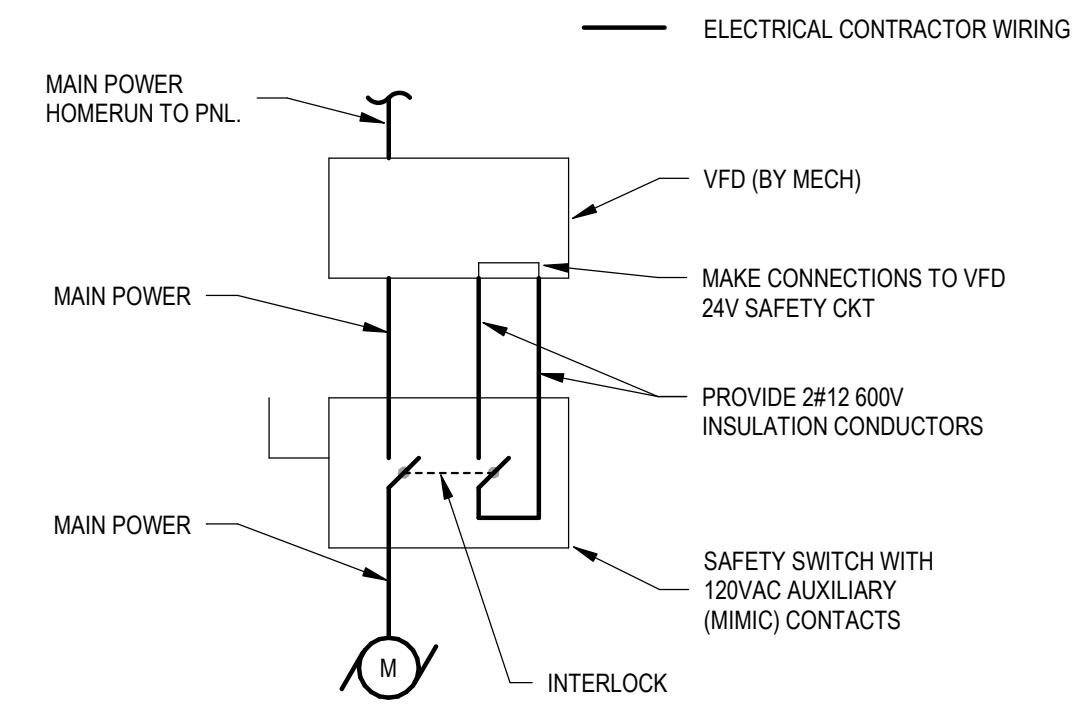 ELECTRICAL CONTRACTOR WIRING
MAIN POWER
HOMERUN TO PNL.
VFD (BY MECH)
MAKE CONNECTIONS TO VFD
24V SAFETY CKT
MAIN POWER
PROVIDE 2#12 600V
INSULATION CONDUCTORS
MAIN POWER
SAFETY SWITCH WITH
120VAC AUXILIARY
(MIMIC) CONTACTS
M
INTERLOCK